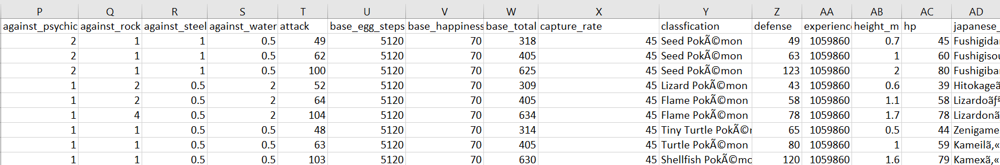 P Q R S T U V W X Y Z AA AB AC AD
against_psychic against_rock against_steel against_water attack base_egg_steps base_happiness base_total capture_rate classfication defense experience height_m hp japanese_
2 1 1 0.5 49 5120 70 318 45 Seed PokÃ©mon 49 1059860 0.7 45 Fushigida
2 1 1 0.5 62 5120 70 405 45 Seed PokÃ©mon 63 1059860 1 60 Fushigisou
2 1 1 0.5 100 5120 70 625 45 Seed PokÃ©mon 123 1059860 2 80 Fushigiba
1 2 0.5 2 52 5120 70 309 45 Lizard PokÃ©mon 43 1059860 0.6 39 Hitokageã
1 2 0.5 2 64 5120 70 405 45 Flame PokÃ©mon 58 1059860 1.1 58 Lizardoãƒª
1 4 0.5 2 104 5120 70 634 45 Flame PokÃ©mon 78 1059860 1.7 78 Lizardonã
1 1 0.5 0.5 48 5120 70 314 45 Tiny Turtle PokÃ© 65 1059860 0.5 44 Zenigame
1 1 0.5 0.5 63 5120 70 405 45 Turtle PokÃ©mon 80 1059860 1 59 Kameilã‚«
1 1 0.5 0.5 103 5120 70 630 45 Shellfish PokÃ©mo 120 1059860 1.6 79 Kamexã‚«